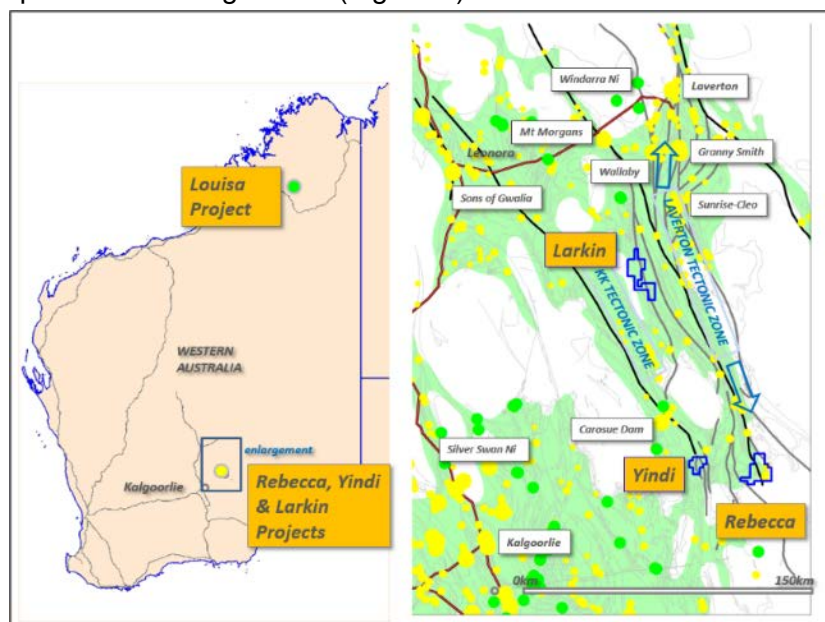 Louisa
Project
WESTERN
AUSTRALIA
enlargement
Kalgoorlie
Rebecca, Yindi
& Larkin
Projects
Windarra Ni
Laverton
Mt Morgans
Leonora
Granny Smith
Wallaby
Sons of Gwalia
Sunrise-Cleo
Larkin
LAVERTON TECTONIC ZONE
KK TECTONIC ZONE
Carosue Dam
Silver Swan Ni
Yindi
Rebecca
Kalgoorlie
0km
150km